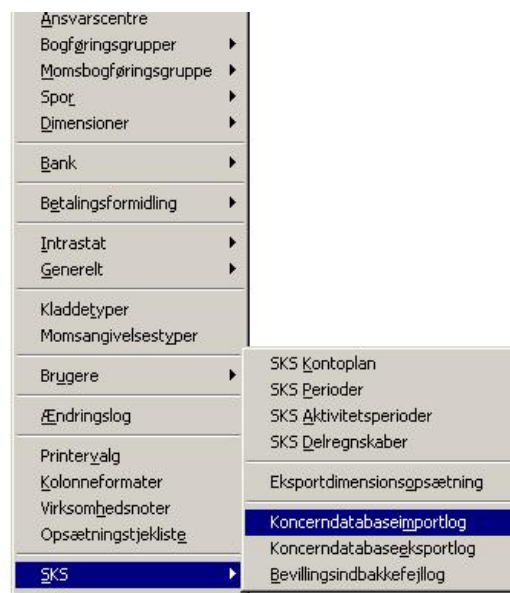 Ansvarscentre
Bogføringsgrupper
Momsbogføringsgruppe
Spor
Dimensioner
Bank
Betalingsformidling
Intrastat
Generelt
Kladdetyper
Momsangivelsestyper
Brugere
Ændringslog
Printervalg
Kolonneformater
Virksomhedsnoter
Opsætningstjekliste
SKS
SKS Kontoplan
SKS Perioder
SKS Aktivitetsperioder
SKS Delregnskaber
Eksportdimensionsopsætning
Koncerndatabaseimportlog
Koncerndatabaseeksportlog
Bevillingsindbakkefejllog